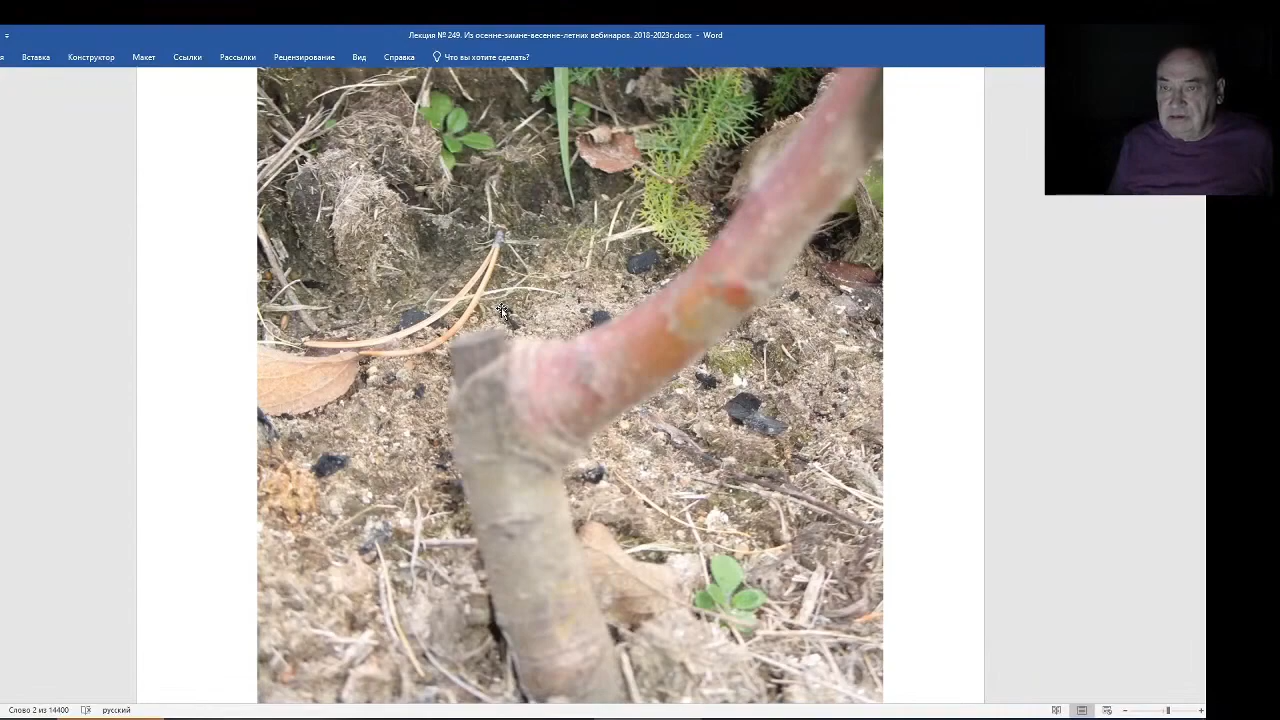 Лекция № 249. Из осенне-зимне-весенне-летних вебинаров. 2018-2023г.docx - Word
я Вставка Конструктор Макет Ссылки Рассылки Рецензирование Вид Справка Что вы хотите сделать?
Слово 2 из 14400 русский